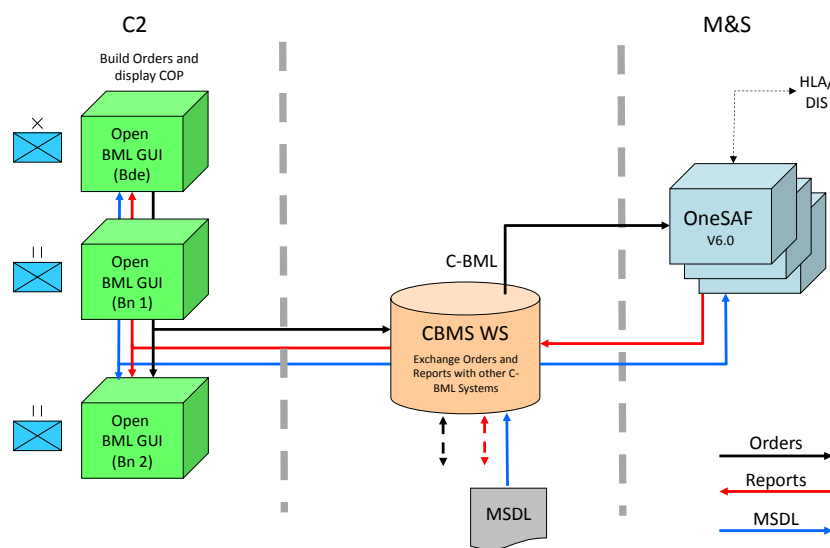 C2
M&S
Build Orders and
display COP
HLA/
DIS
Open
BML GUI
(Bde)
OneSAF
V6.0
Open
BML GUI
(Bn 1)
C-BML
CBMS WS
Exchange Orders and
Reports with other C-
BML Systems
Open
BML GUI
(Bn 2)
MSDL
Orders
Reports
MSDL